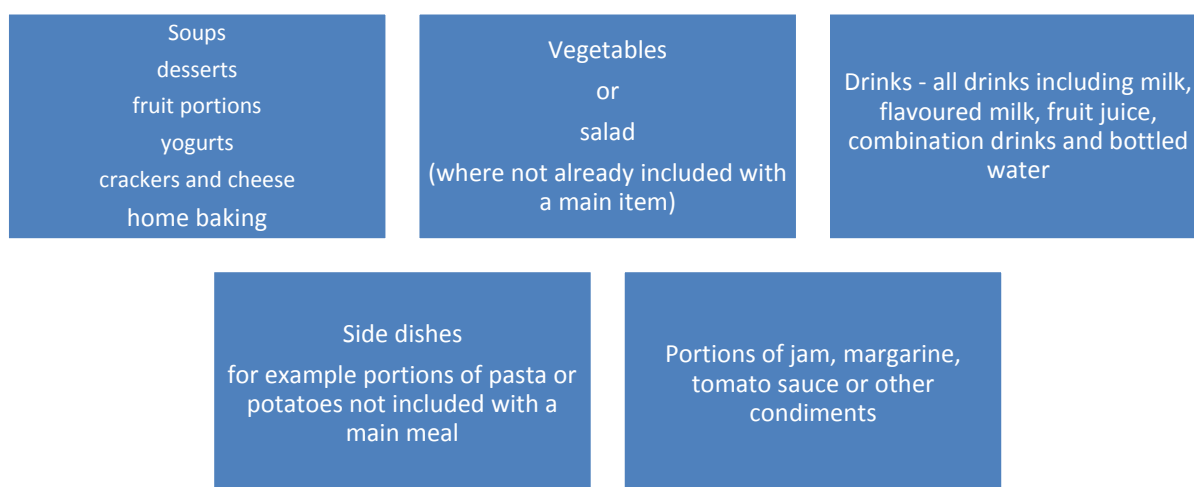 Soups
desserts
fruit portions
yogurts
crackers and cheese
home baking
Vegetables
or
salad
(where not already included with
a main item)
Drinks - all drinks including milk,
flavoured milk, fruit juice,
combination drinks and bottled
water
Side dishes
for example portions of pasta or
potatoes not included with a
main meal
Portions of jam, margarine,
tomato sauce or other
condiments